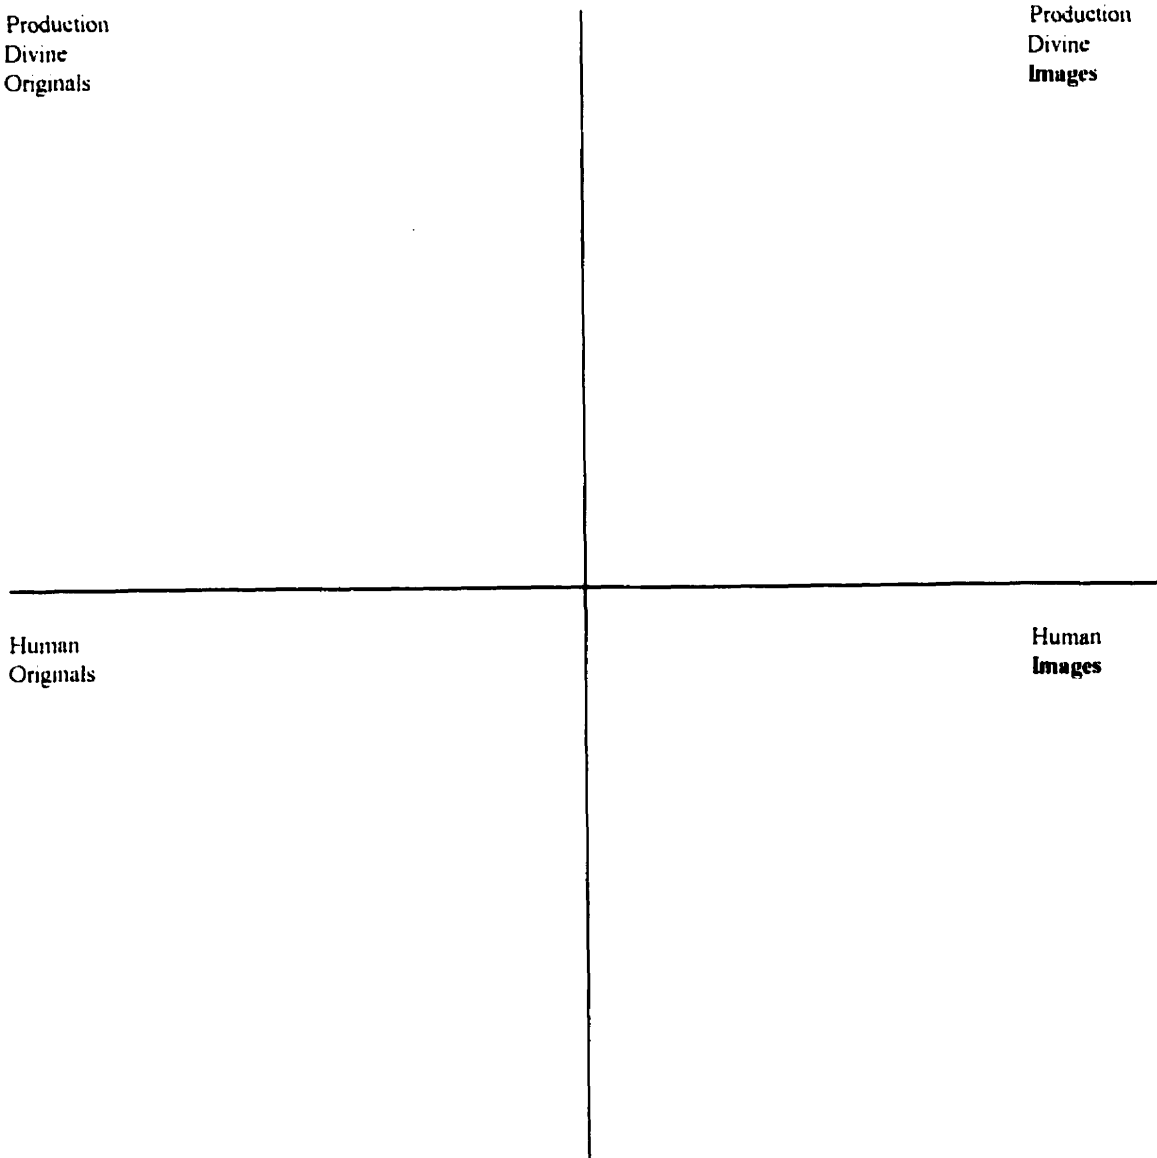 Production
Divine
Originals
Production
Divine
Images
Human
Originals
Human
Images